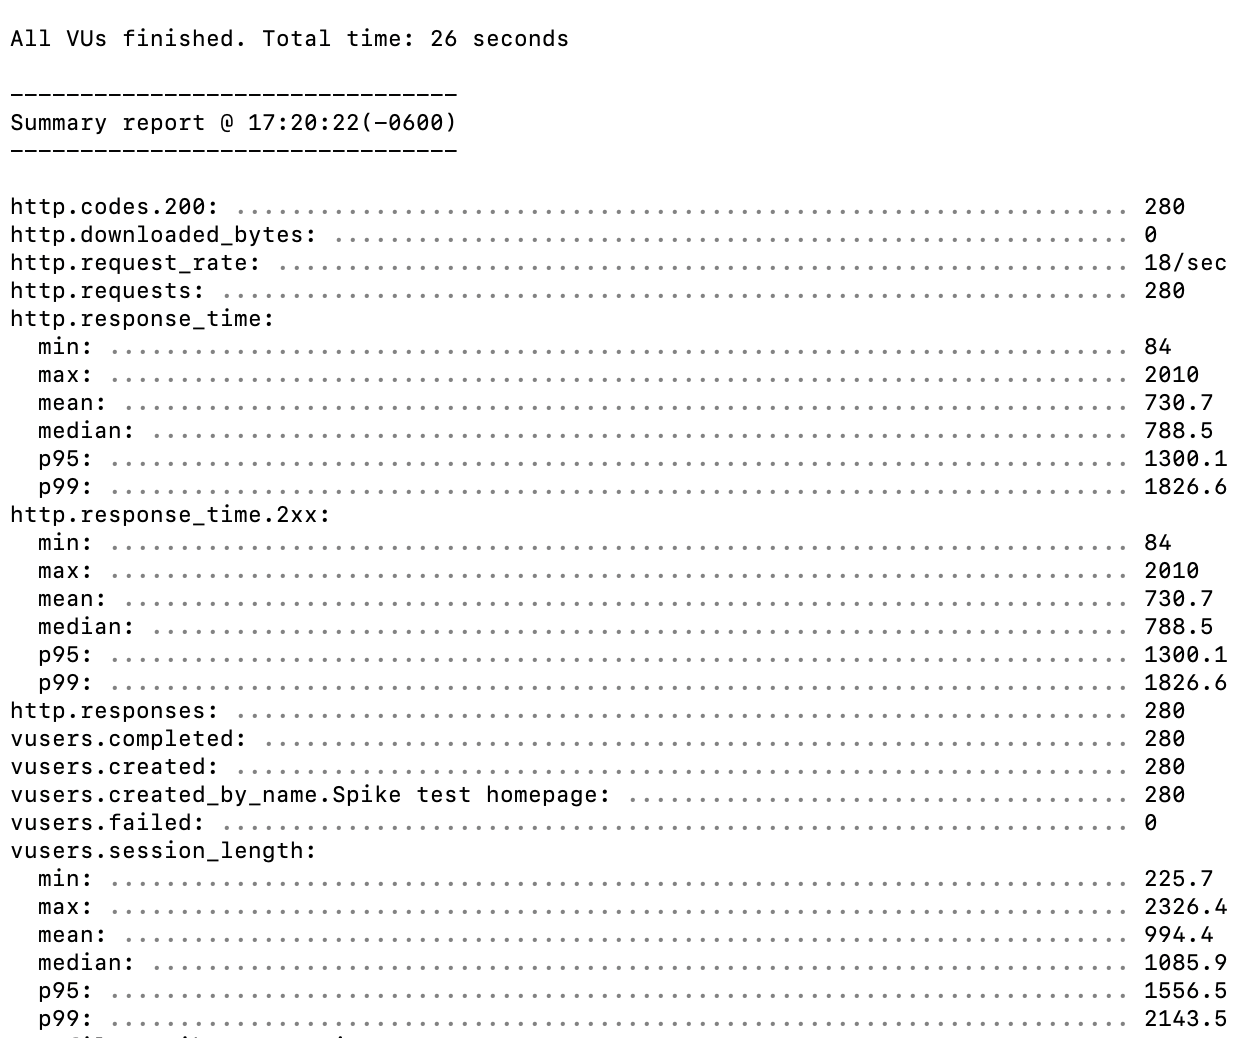 All VUs finished. Total time: 26 seconds
--------------------------------
Summary report @ 17:20:22(-0600)
--------------------------------
http.codes.200: ................................................................ 280
http.downloaded_bytes: ......................................................... 0
http.request_rate: ............................................................. 18/sec
http.requests: ................................................................. 280
http.response_time:
min: ......................................................................... 84
max: ......................................................................... 2010
mean: ........................................................................ 730.7
median: ...................................................................... 788.5
p95: ......................................................................... 1300.1
p99: ......................................................................... 1826.6
http.response_time.2xx:
min: ......................................................................... 84
max: ......................................................................... 2010
mean: ........................................................................ 730.7
median: ...................................................................... 788.5
p95: ......................................................................... 1300.1
p99: ......................................................................... 1826.6
http.responses: ................................................................ 280
vusers.completed: .............................................................. 280
vusers.created: ................................................................ 280
vusers.created_by_name.Spike test homepage: .................................... 280
vusers.failed: ................................................................. 0
vusers.session_length:
min: ......................................................................... 225.7
max: ......................................................................... 2326.4
mean: ........................................................................ 994.4
median: ...................................................................... 1085.9
p95: ......................................................................... 1556.5
p99: ......................................................................... 2143.5